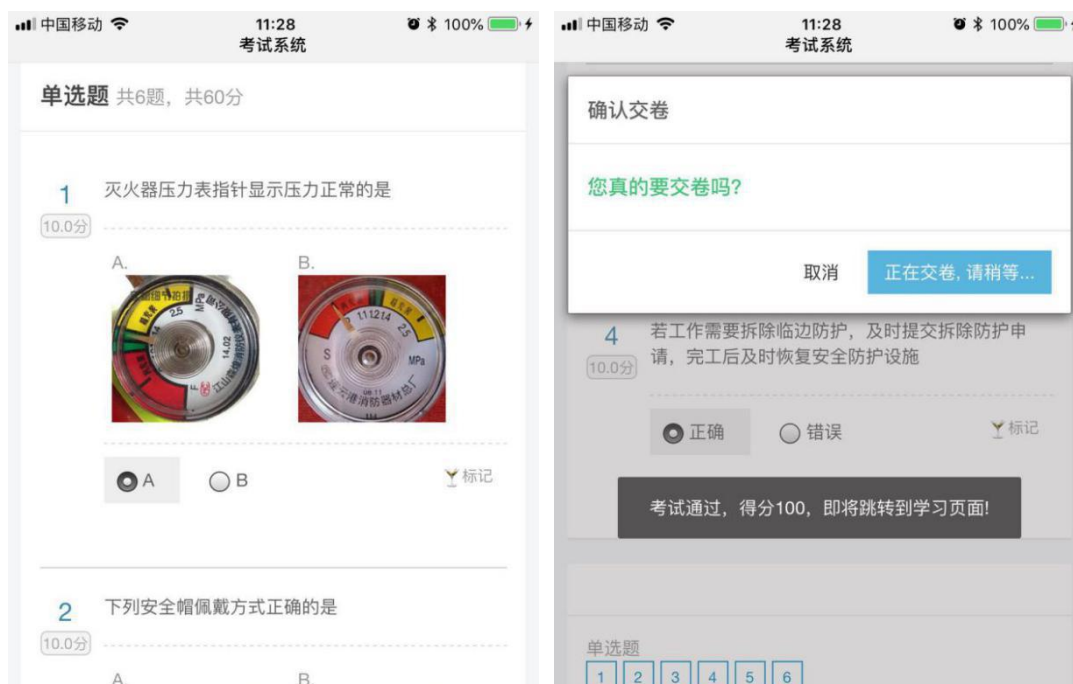 中国移动 11:28 100%
考试系统
单选题 共6题，共60分
1 灭火器压力表指针显示压力正常的是
10.0分
A. B.
A B 标记
2 下列安全帽佩戴方式正确的是
10.0分
A. B.
中国移动 11:28 100%
考试系统
确认交卷
您真的要交卷吗?
取消 正在交卷, 请稍等...
4 若工作需要拆除临边防护，及时提交拆除防护申
10.0分 请，完工后及时恢复安全防护设施
正确 错误 标记
考试通过，得分100，即将跳转到学习页面!
单选题
1 2 3 4 5 6